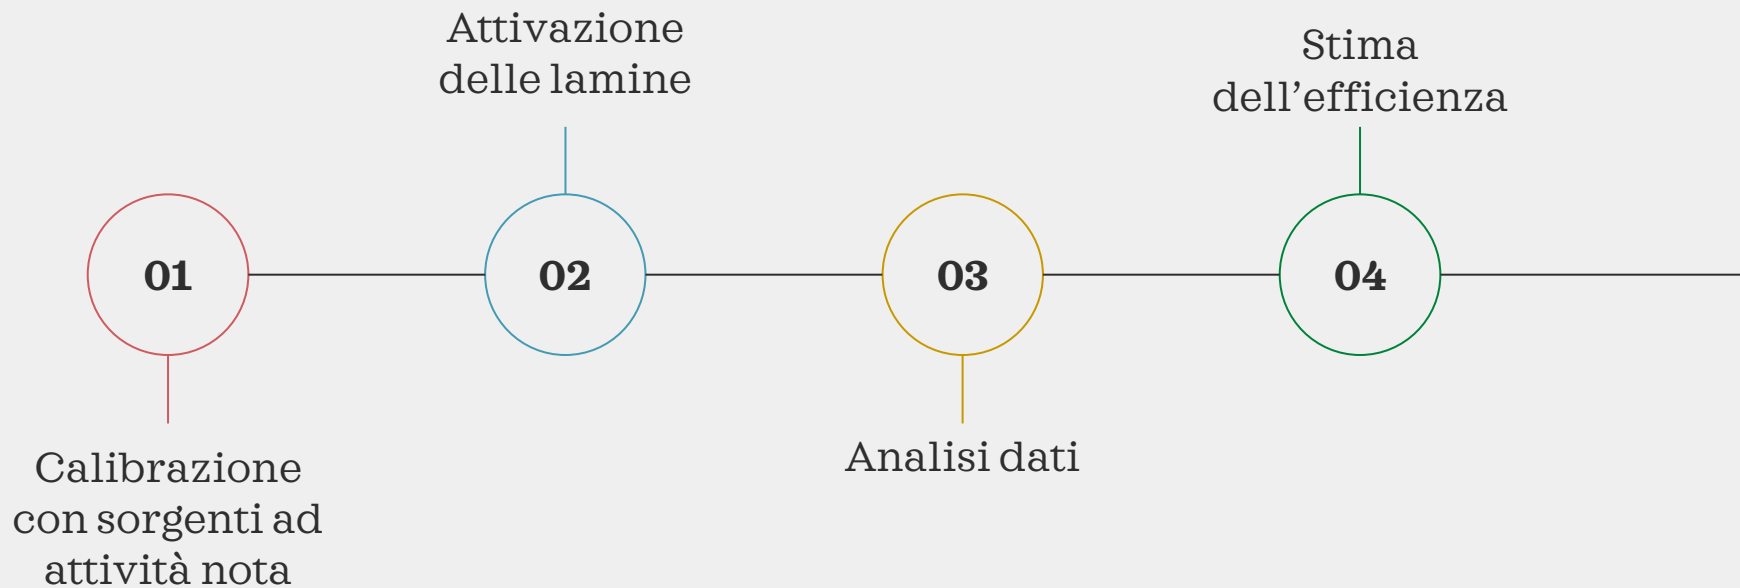 01
Calibrazione
con sorgenti ad
attività nota
02
Attivazione
delle lamine
03
Analisi dati
04
Stima
dell’efficienza